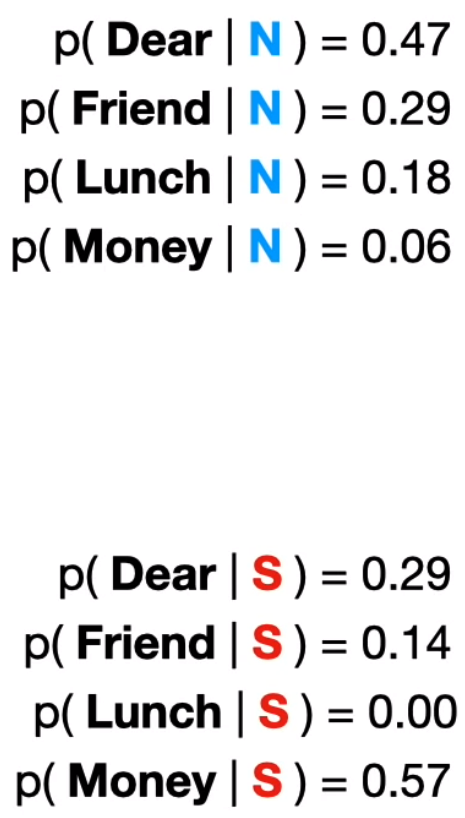 p( Dear | N ) = 0.47
p( Friend | N ) = 0.29
p( Lunch | N ) = 0.18
p( Money | N ) = 0.06
p( Dear | S ) = 0.29
p( Friend | S ) = 0.14
p( Lunch | S ) = 0.00
p( Money | S ) = 0.57